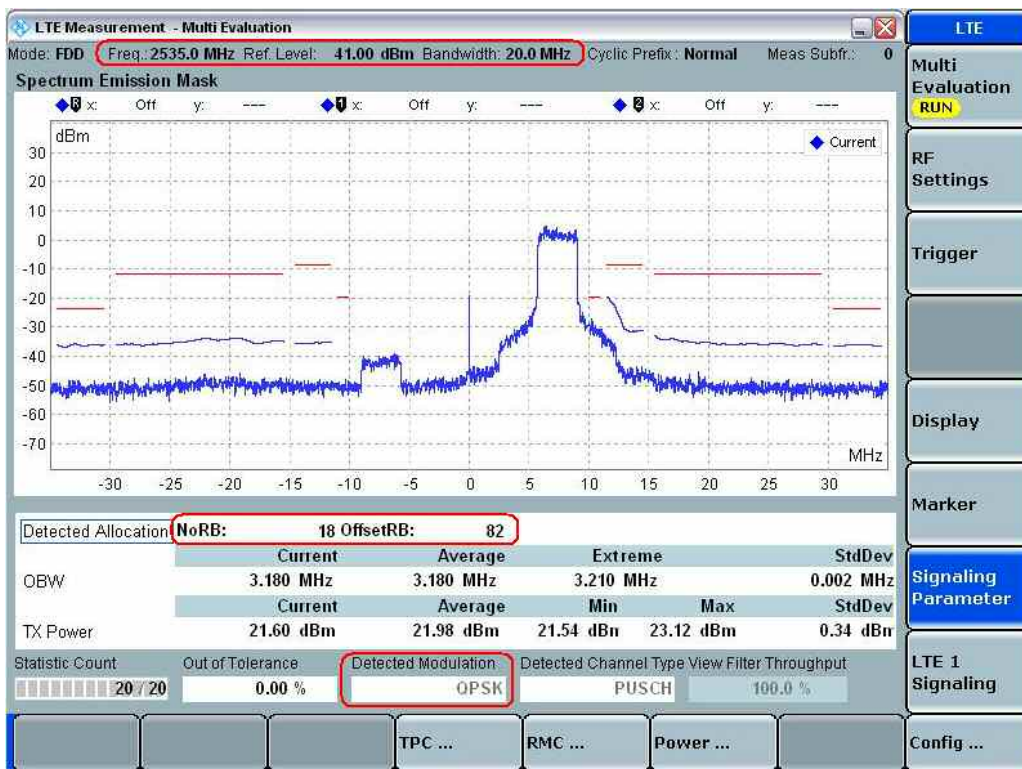 LTE Measurement - Multi Evaluation
LTE
Mode: FDD Freq.: 2535.0 MHz Ref. Level: 41.00 dBm Bandwidth: 20.0 MHz Cyclic Prefix : Normal Meas Subfr.: 0
Spectrum Emission Mask
R x: Off y: --- 1 x: Off y: --- 2 x: Off y: ---
dBm
Current
30
20
10
0
-10
-20
-30
-40
-50
-60
-70
MHz
-30 -25 -20 -15 -10 -5 0 5 10 15 20 25 30
Detected Allocation NoRB: 18 OffsetRB: 82
Current Average Extreme StdDev
OBW 3.180 MHz 3.180 MHz 3.210 MHz 0.002 MHz
Current Average Min Max StdDev
TX Power 21.60 dBm 21.98 dBm 21.54 dBm 23.12 dBm 0.34 dBm
Statistic Count Out of Tolerance Detected Modulation Detected Channel Type View Filter Throughput
20 / 20 0.00 % QPSK PUSCH 100.0 %
Multi
Evaluation
RUN
RF
Settings
Trigger
Display
Marker
Signaling
Parameter
LTE 1
Signaling
TPC ... RMC ... Power ... Config ...